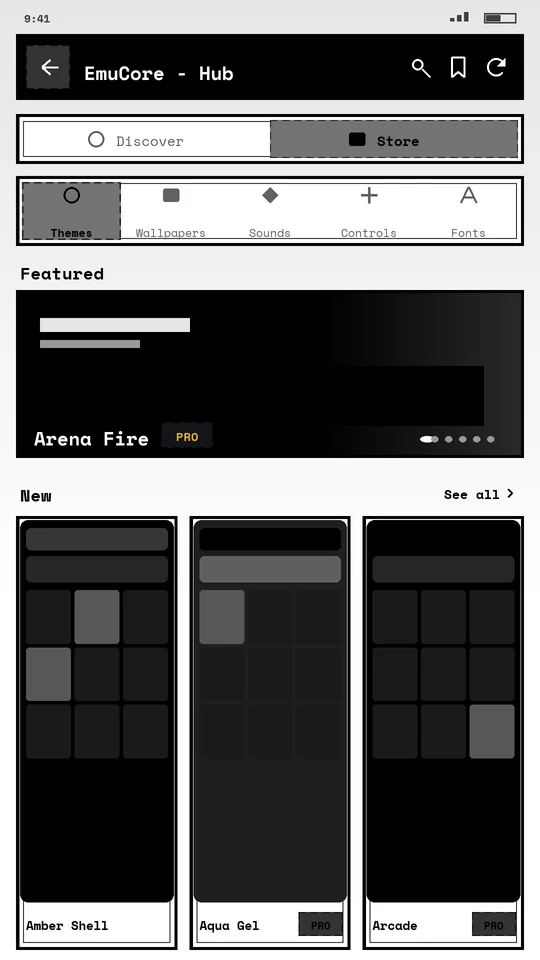 9:41
EmuCore - Hub
Discover
Store
Themes
Wallpapers
Sounds
Controls
Fonts
Featured
Arena Fire
PRO
New
See all
Amber Shell
Aqua Gel
PRO
Arcade
PRO